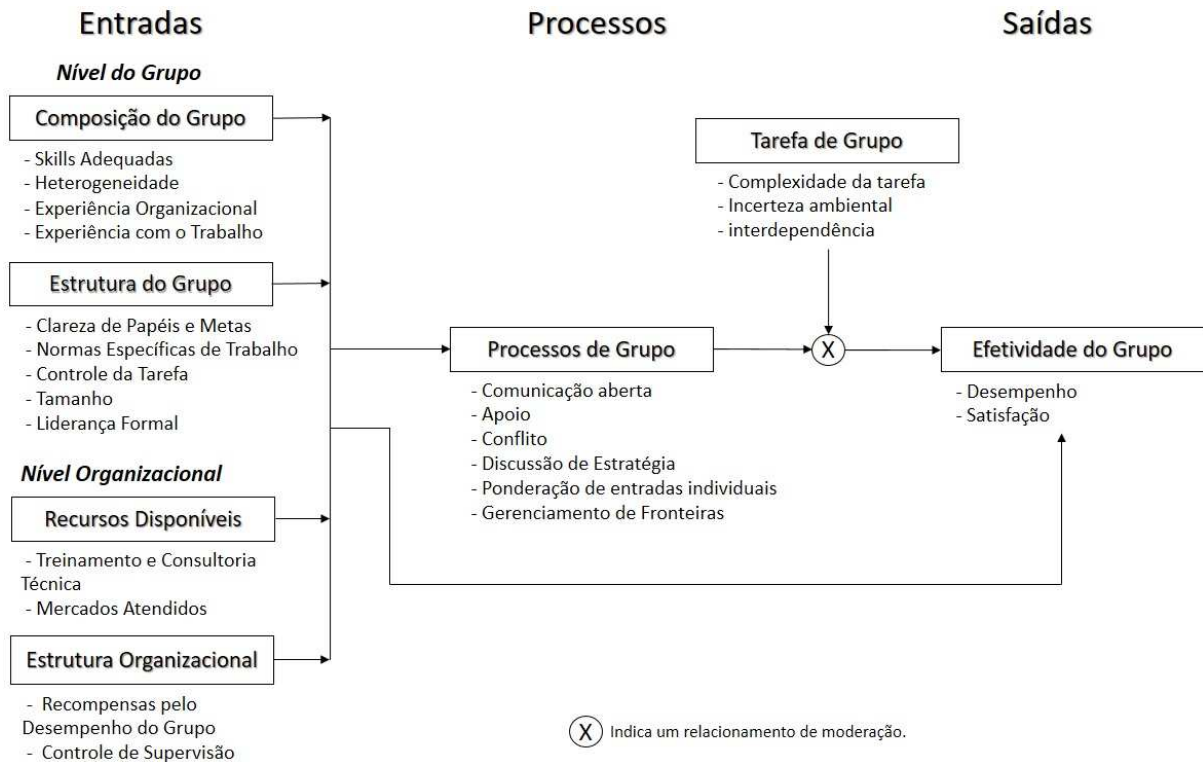 Entradas
Processos
Saídas
Nível do Grupo
Composição do Grupo
- Skills Adequadas
- Heterogeneidade
- Experiência Organizacional
- Experiência com o Trabalho
Estrutura do Grupo
- Clareza de Papéis e Metas
- Normas Específicas de Trabalho
- Controle da Tarefa
- Tamanho
- Liderança Formal
Nível Organizacional
Recursos Disponíveis
- Treinamento e Consultoria
Técnica
- Mercados Atendidos
Estrutura Organizacional
- Recompensas pelo
Desempenho do Grupo
- Controle de Supervisão
Tarefa de Grupo
- Complexidade da tarefa
- Incerteza ambiental
- interdependência
Processos de Grupo
- Comunicação aberta
- Apoio
- Conflito
- Discussão de Estratégia
- Ponderação de entradas individuais
- Gerenciamento de Fronteiras
X
Efetividade do Grupo
- Desempenho
- Satisfação
X Indica um relacionamento de moderação.